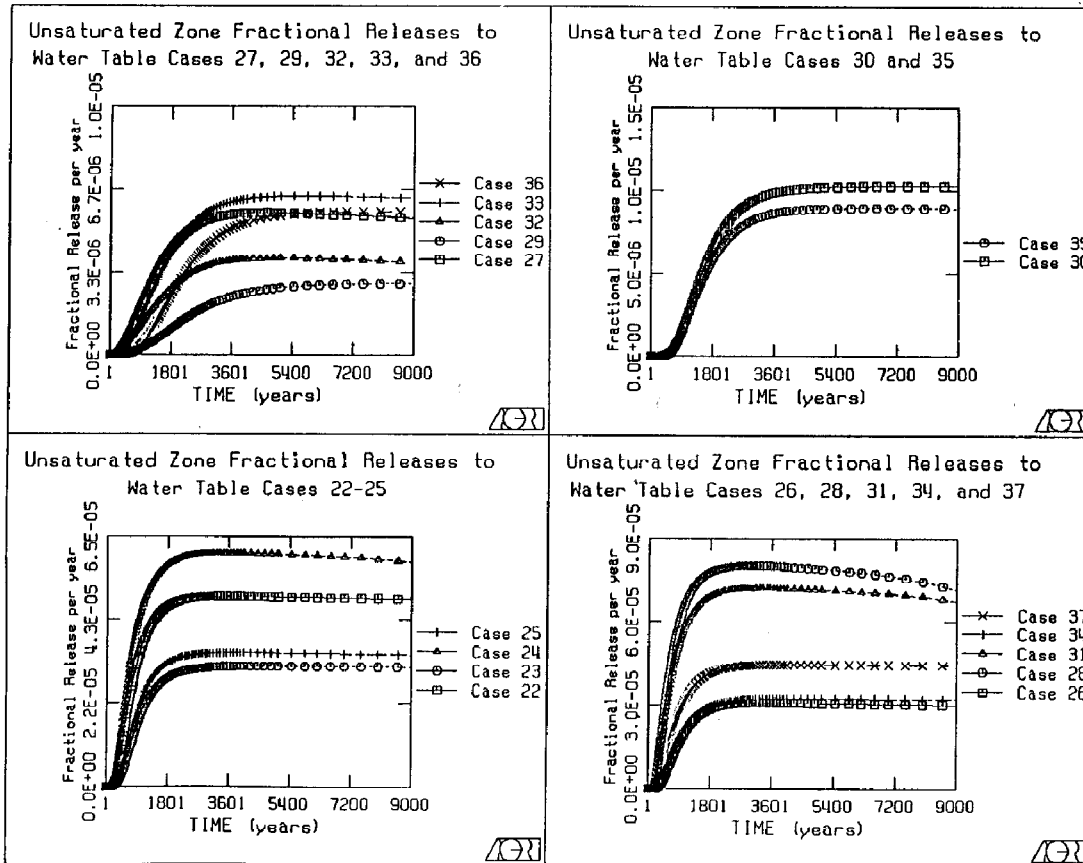 Unsaturated Zone Fractional Releases to
Water Table Cases 27, 29, 32, 33, and 36
Fractional Release per year
0.0E+00 3.3E-06 6.7E-06 1.0E-05
1 1801 3601 5400 7200 9000
TIME (years)
Case 36
Case 33
Case 32
Case 29
Case 27
Unsaturated Zone Fractional Releases to
Water Table Cases 30 and 35
Fractional Release per year
0.0E+00 5.0E-06 1.0E-05 1.5E-05
1 1801 3601 5400 7200 9000
TIME (years)
Case 35
Case 30
Unsaturated Zone Fractional Releases to
Water Table Cases 22-25
Fractional Release per year
0.0E+00 2.2E-05 4.3E-05 6.5E-05
1 1801 3601 5400 7200 9000
TIME (years)
Case 25
Case 24
Case 23
Case 22
Unsaturated Zone Fractional Releases to
Water Table Cases 26, 28, 31, 34, and 37
Fractional Release per year
0.0E+00 3.0E-05 6.0E-05 9.0E-05
1 1801 3601 5400 7200 9000
TIME (years)
Case 37
Case 34
Case 31
Case 28
Case 26